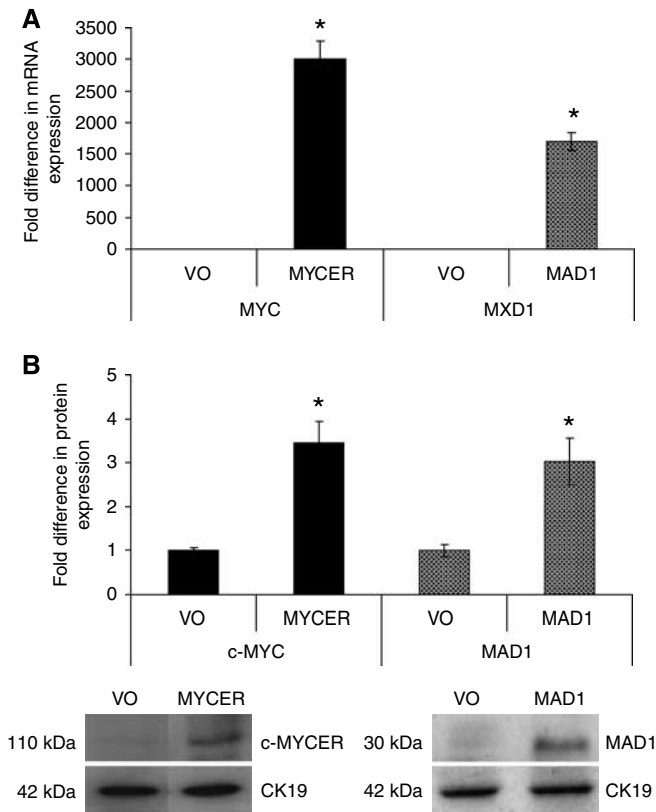 A
Fold difference in mRNA
expression
3500
3000
2500
2000
1500
1000
500
0
*
*
VO
MYCER
VO
MAD1
MYC
MXD1
B
Fold difference in protein
expression
5
4
3
2
1
0
*
*
VO
MYCER
VO
MAD1
c-MYC
MAD1
VO MYCER
110 kDa c-MYCER
42 kDa CK19
VO MAD1
30 kDa MAD1
42 kDa CK19